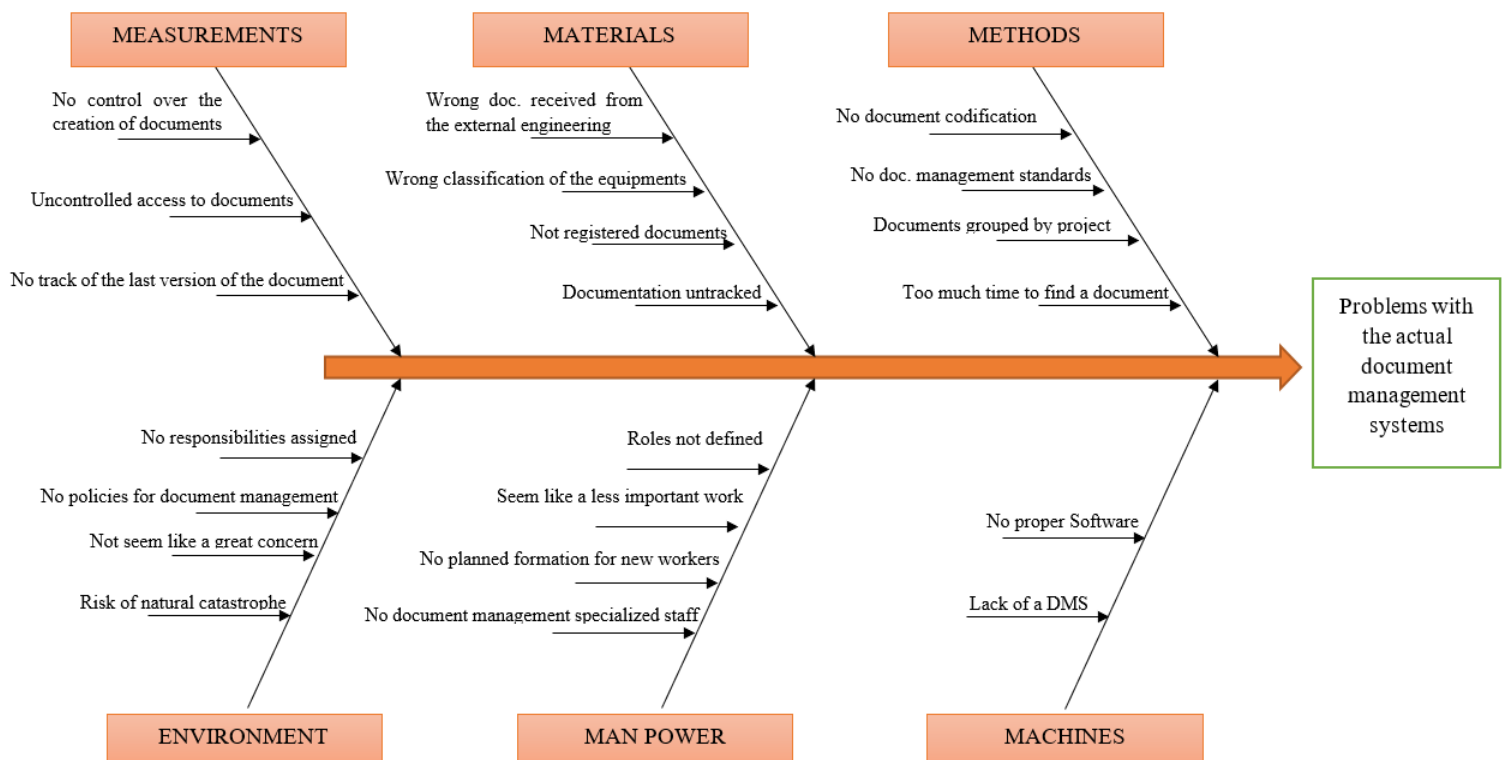 MEASUREMENTS
MATERIALS
METHODS
No control over the
creation of documents
Uncontrolled access to documents
No track of the last version of the document
Wrong doc. received from
the external engineering
Wrong classification of the equipments
Not registered documents
Documentation untracked
No document codification
No doc. management standards
Documents grouped by project
Too much time to find a document
Problems with
the actual
document
management
systems
No responsibilities assigned
No policies for document management
Not seem like a great concern
Risk of natural catastrophe
Roles not defined
Seem like a less important work
No planned formation for new workers
No document management specialized staff
No proper Software
Lack of a DMS
ENVIRONMENT
MAN POWER
MACHINES